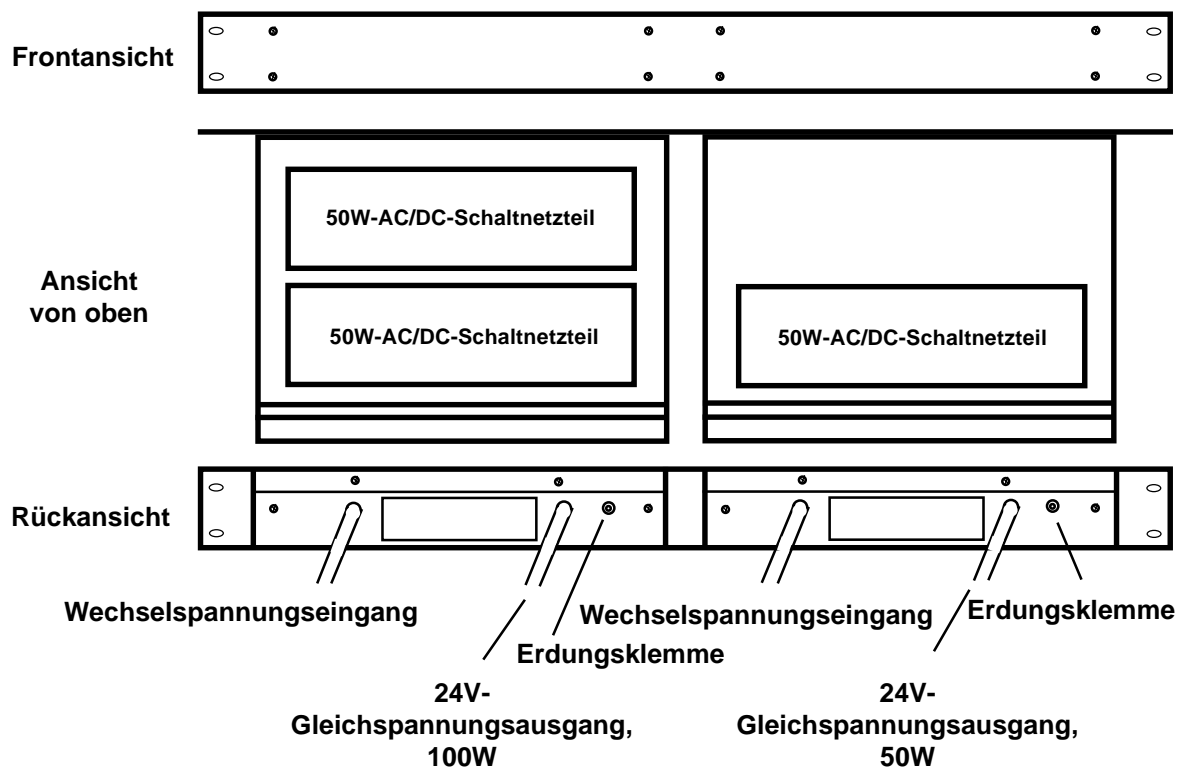 Frontansicht
50W-AC/DC-Schaltnetzteil
Ansicht
von oben
50W-AC/DC-Schaltnetzteil
50W-AC/DC-Schaltnetzteil
Rückansicht
Wechselspannungseingang
Wechselspannungseingang
Erdungsklemme
Erdungsklemme
24V-
Gleichspannungsausgang,
100W
24V-
Gleichspannungsausgang,
50W